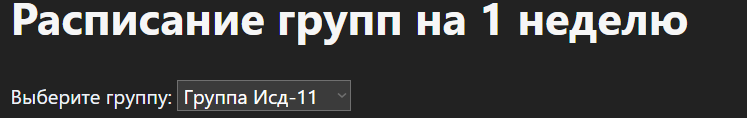 Расписание групп на 1 неделю
Выберите группу: Группа Исд-11